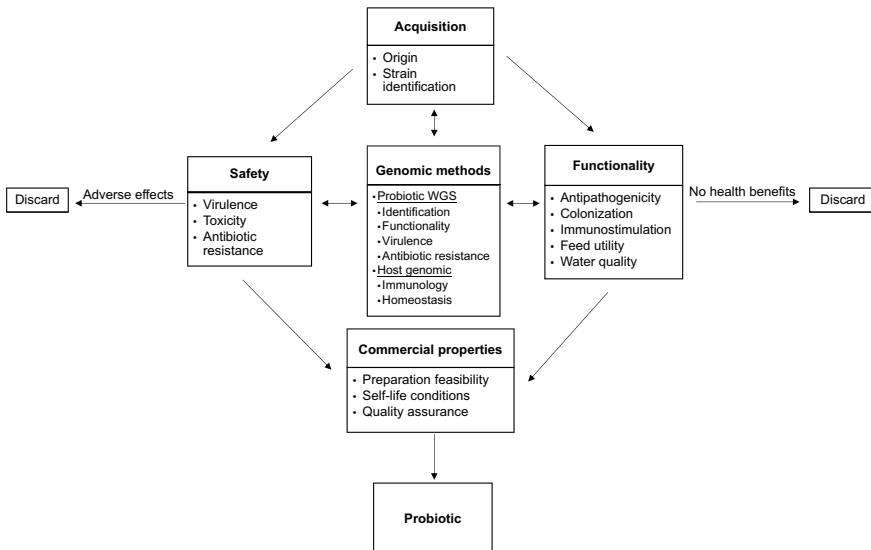 Acquisition
• Origin
• Strain
identification
Safety
• Virulence
• Toxicity
• Antibiotic
resistance
Genomic methods
•Probiotic WGS
•Identification
•Functionality
•Virulence
•Antibiotic resistance
•Host genomic
•Immunology
•Homeostasis
Functionality
• Antipathogenicity
• Colonization
• Immunostimulation
• Feed utility
• Water quality
Adverse effects
Discard
No health benefits
Discard
Commercial properties
• Preparation feasibility
• Self-life conditions
• Quality assurance
Probiotic